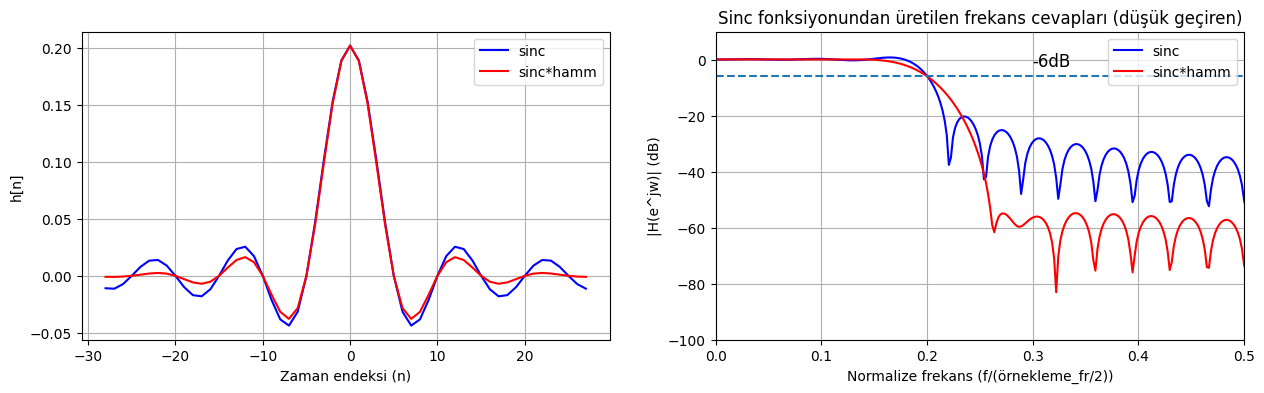 0.20
0.15
0.10
0.05
0.00
−0.05
h[n]
−30
−20
−10
0
10
20
Zaman endeksi (n)
sinc
sinc*hamm
Sinc fonksiyonundan üretilen frekans cevapları (düşük geçiren)
0
−20
−40
−60
−80
−100
|H(e^jw)| (dB)
-6dB
sinc
sinc*hamm
0.0
0.1
0.2
0.3
0.4
0.5
Normalize frekans (f/(örnekleme_fr/2))